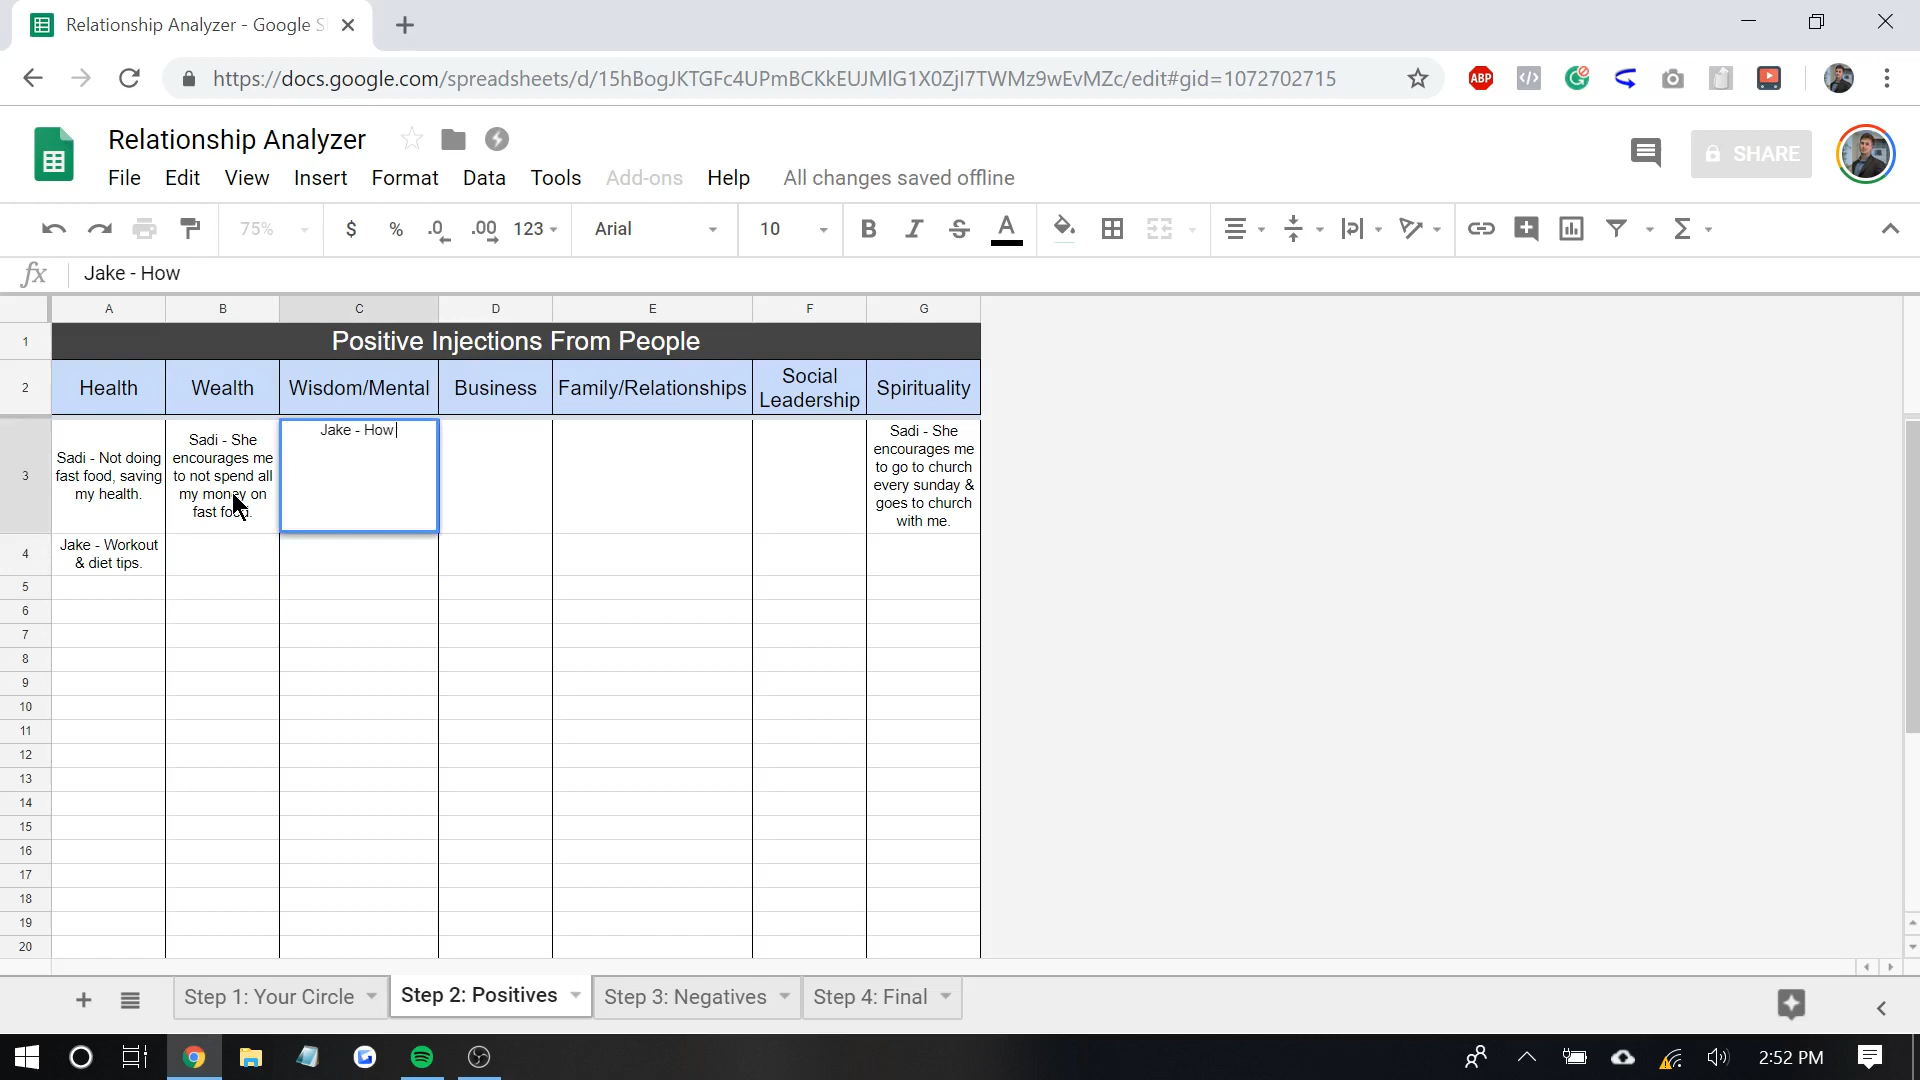 Relationship Analyzer - Google S
https://docs.google.com/spreadsheets/d/15hBogJKTGFc4UPmBCKkEUJMlG1X0ZjI7TWMz9wEvMZc/edit#gid=1072702715
ABP
Relationship Analyzer
SHARE
File Edit View Insert Format Data Tools Add-ons Help All changes saved offline
75% $ % .0 .00 123 Arial 10 B I S A Σ
fx Jake - How
A B C D E F G
1 Positive Injections From People
2 Health Wealth Wisdom/Mental Business Family/Relationships Social Leadership Spirituality
3
Sadi - Not doing
fast food, saving
my health.
Sadi - She
encourages me
to not spend all
my money on
fast food.
Jake - How
Sadi - She
encourages me
to go to church
every sunday &
goes to church
with me.
4
Jake - Workout
& diet tips.
5
6
7
8
9
10
11
12
13
14
15
16
17
18
19
20
Step 1: Your Circle Step 2: Positives Step 3: Negatives Step 4: Final
2:52 PM